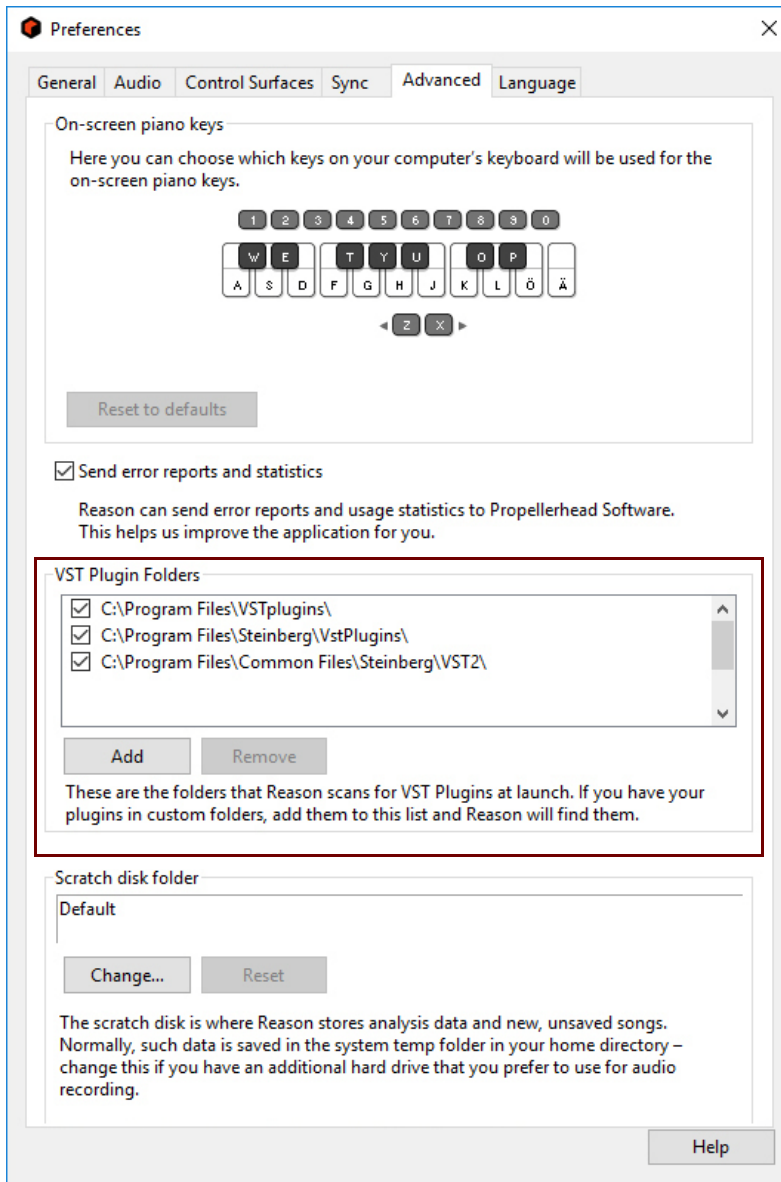 Preferences
General Audio Control Surfaces Sync Advanced Language
On-screen piano keys
Here you can choose which keys on your computer's keyboard will be used for the
on-screen piano keys.
1 2 3 4 5 6 7 8 9 0
W E T Y U O P
A S D F G H J K L Ö Ä
Z X
Reset to defaults
Send error reports and statistics
Reason can send error reports and usage statistics to Propellerhead Software.
This helps us improve the application for you.
VST Plugin Folders
C:\Program Files\VSTplugins\
C:\Program Files\Steinberg\VstPlugins\
C:\Program Files\Common Files\Steinberg\VST2\
Add Remove
These are the folders that Reason scans for VST Plugins at launch. If you have your
plugins in custom folders, add them to this list and Reason will find them.
Scratch disk folder
Default
Change... Reset
The scratch disk is where Reason stores analysis data and new, unsaved songs.
Normally, such data is saved in the system temp folder in your home directory –
change this if you have an additional hard drive that you prefer to use for audio
recording.
Help